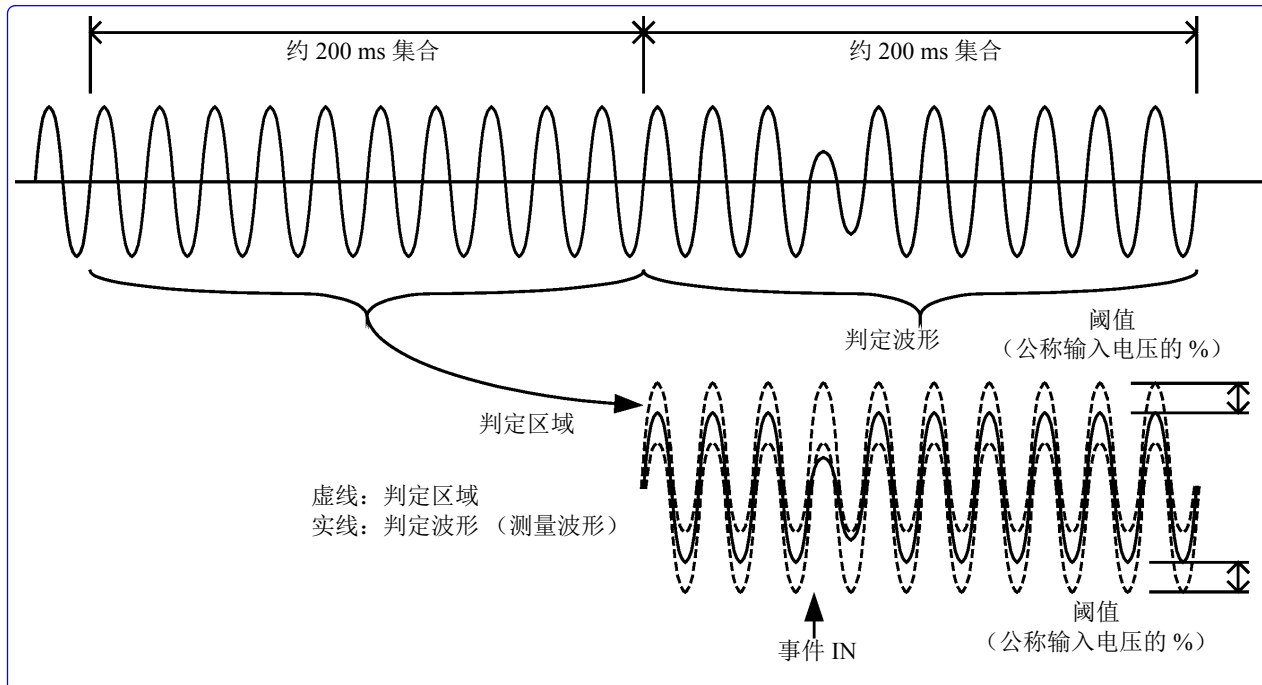 约 200 ms 集合
约 200 ms 集合
判定波形
阈值
（公称输入电压的 %）
判定区域
虚线：判定区域
实线：判定波形 （测量波形）
阈值
（公称输入电压的 %）
事件 IN